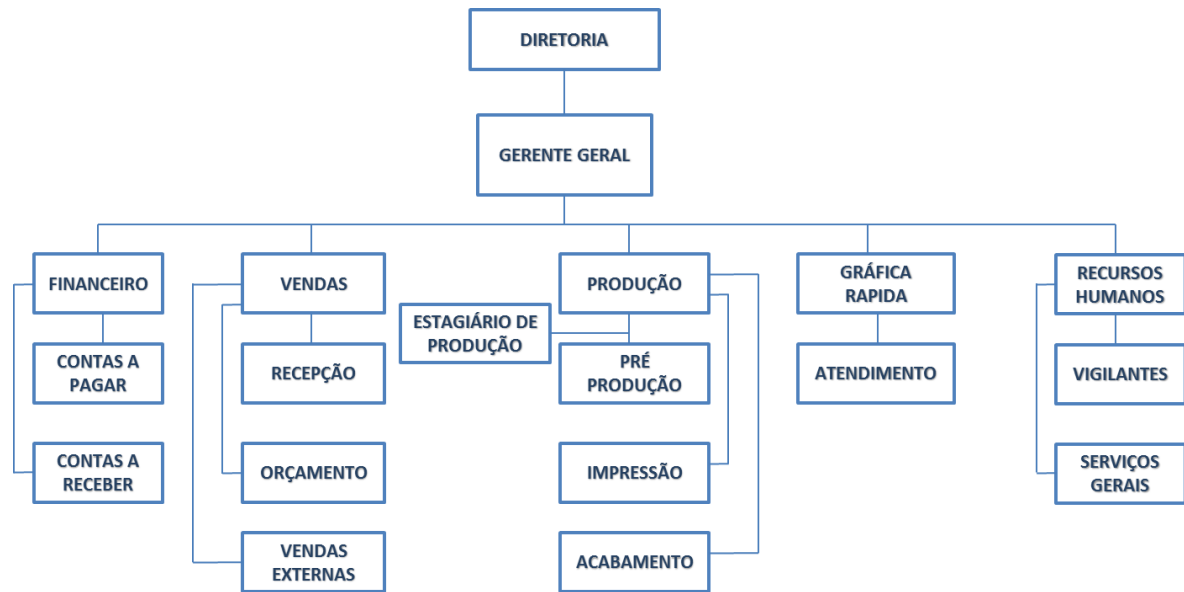 DIRETORIA
GERENTE GERAL
FINANCEIRO
VENDAS
PRODUÇÃO
GRÁFICA
RAPIDA
RECURSOS
HUMANOS
ESTAGIÁRIO DE
PRODUÇÃO
CONTAS A
PAGAR
RECEPÇÃO
PRÉ
PRODUÇÃO
ATENDIMENTO
VIGILANTES
CONTAS A
RECEBER
ORÇAMENTO
IMPRESSÃO
SERVIÇOS
GERAIS
VENDAS
EXTERNAS
ACABAMENTO